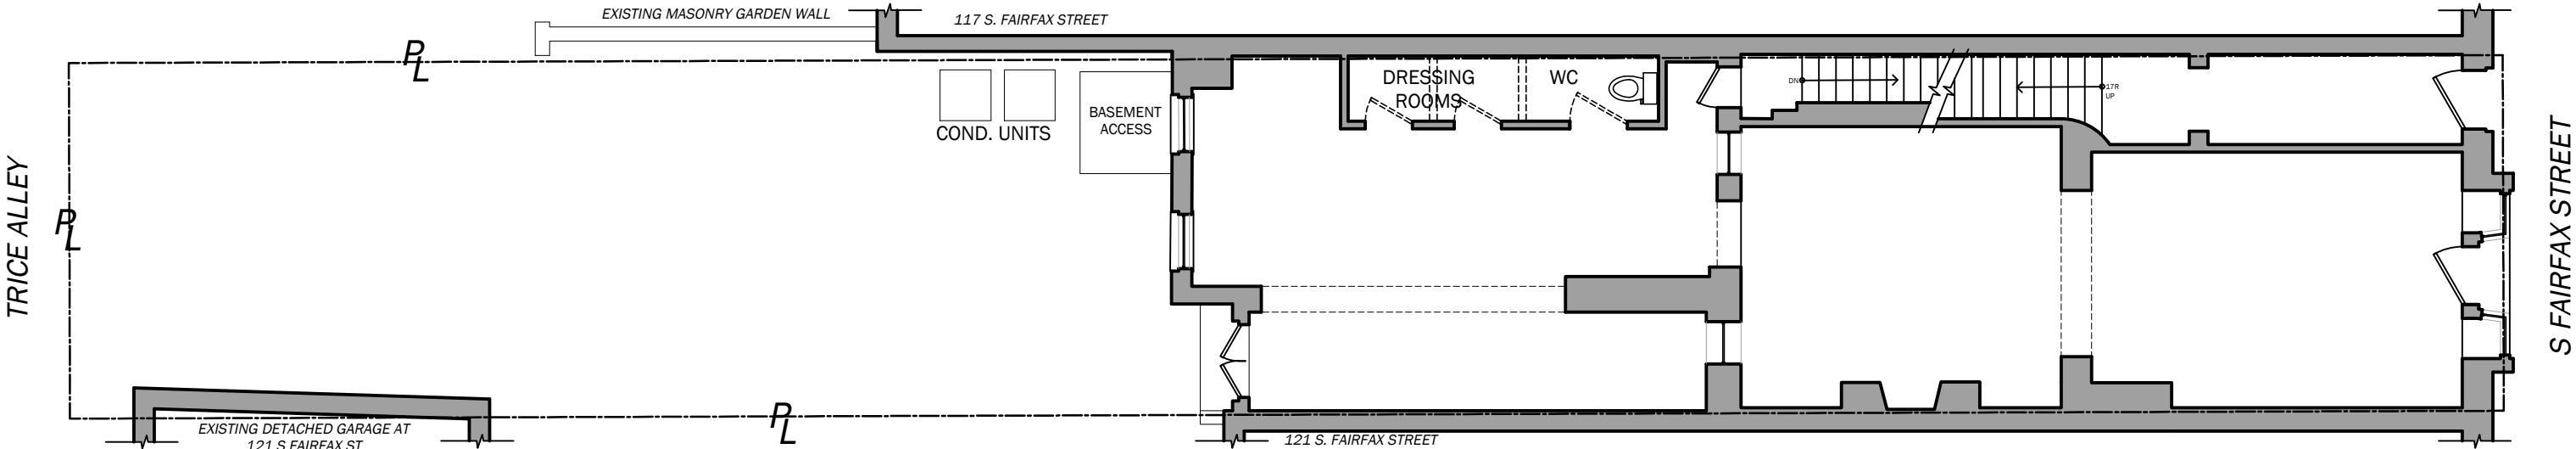 EXISTING MASONRY GARDEN WALL
117 S. FAIRFAX STREET
PL
DRESSING
ROOMS
WC
DN
17R
UP
BASEMENT
ACCESS
COND. UNITS
TRICE ALLEY
PL
S FAIRFAX STREET
PL
EXISTING DETACHED GARAGE AT
121 S FAIRFAX ST
121 S. FAIRFAX STREET